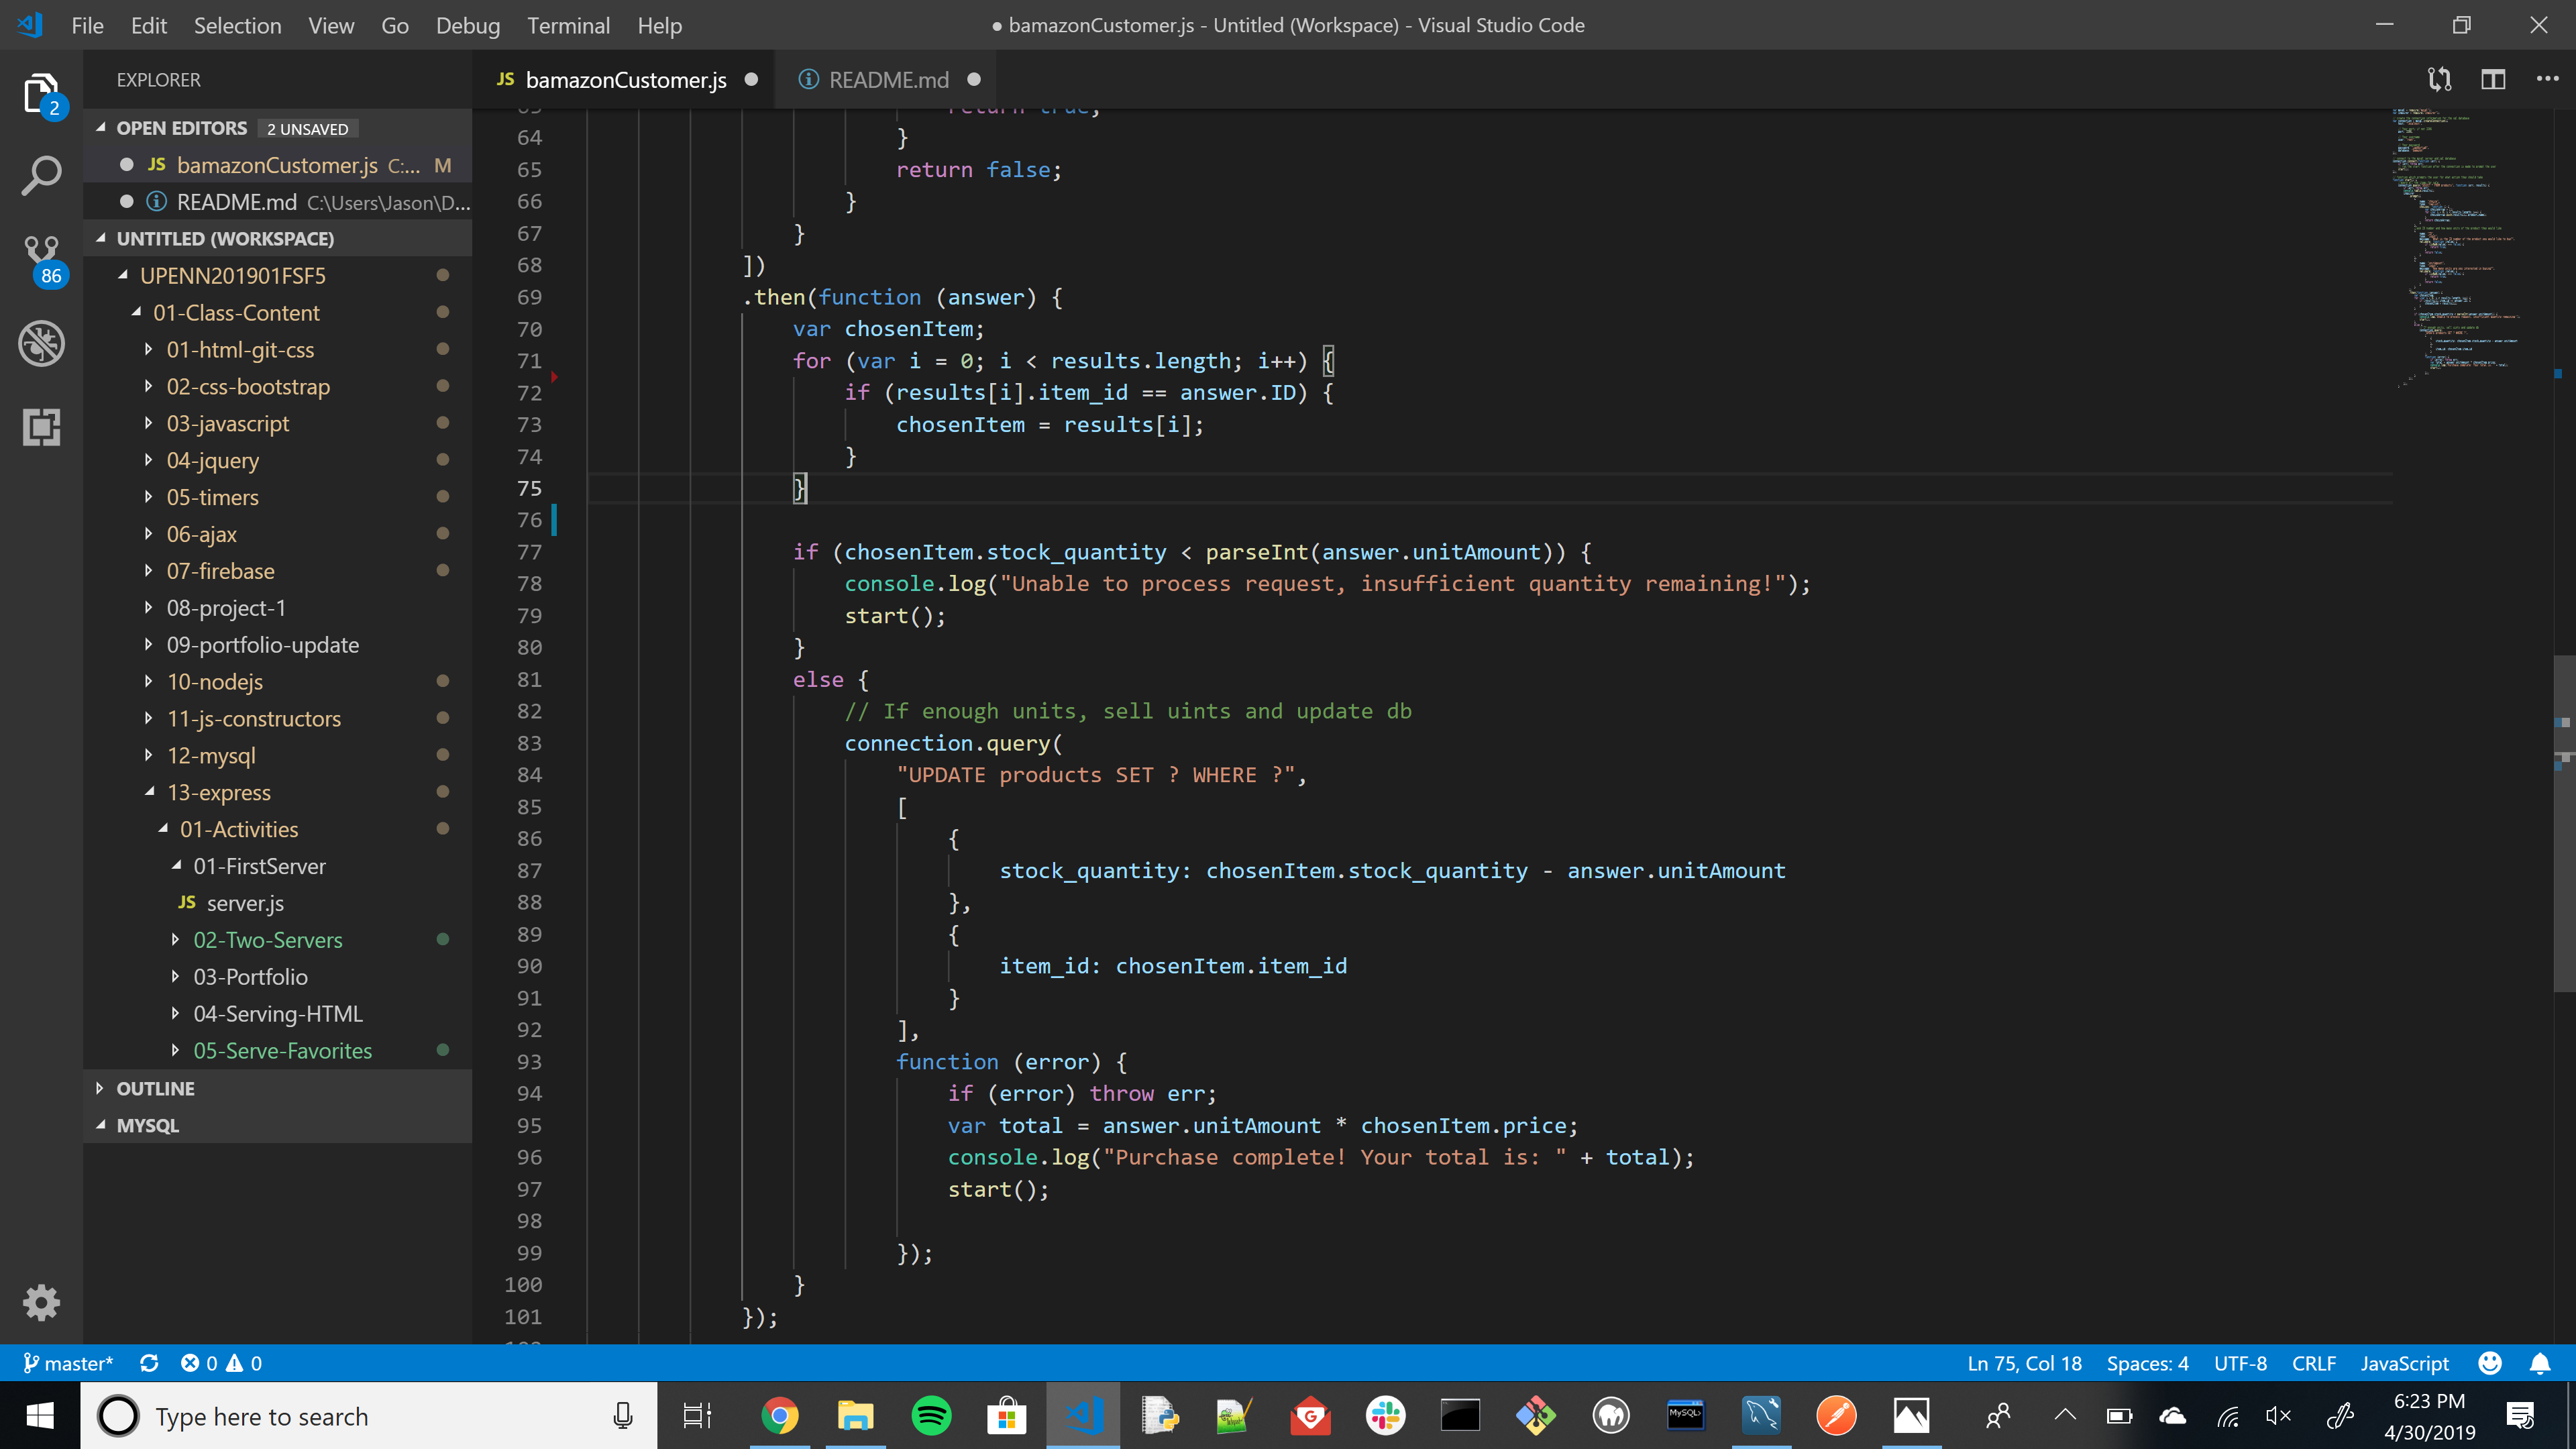 File Edit Selection View Go Debug Terminal Help
● bamazonCustomer.js - Untitled (Workspace) - Visual Studio Code
EXPLORER
JS bamazonCustomer.js
README.md
2
OPEN EDITORS 2 UNSAVED
JS bamazonCustomer.js C:... M
README.md C:\Users\Jason\D...
UNTITLED (WORKSPACE)
86
UPENN201901FSF5
01-Class-Content
01-html-git-css
02-css-bootstrap
03-javascript
04-jquery
05-timers
06-ajax
07-firebase
08-project-1
09-portfolio-update
10-nodejs
11-js-constructors
12-mysql
13-express
01-Activities
01-FirstServer
JS server.js
02-Two-Servers
03-Portfolio
04-Serving-HTML
05-Serve-Favorites
OUTLINE
MYSQL
64 }
65 return false;
66 }
67 }
68 ])
69 .then(function (answer) {
70 var chosenItem;
71 for (var i = 0; i < results.length; i++) {
72 if (results[i].item_id == answer.ID) {
73 chosenItem = results[i];
74 }
75 }
76
77 if (chosenItem.stock_quantity < parseInt(answer.unitAmount)) {
78 console.log("Unable to process request, insufficient quantity remaining!");
79 start();
80 }
81 else {
82 // If enough units, sell uints and update db
83 connection.query(
84 "UPDATE products SET ? WHERE ?",
85 [
86 {
87 stock_quantity: chosenItem.stock_quantity - answer.unitAmount
88 },
89 {
90 item_id: chosenItem.item_id
91 }
92 ],
93 function (error) {
94 if (error) throw err;
95 var total = answer.unitAmount * chosenItem.price;
96 console.log("Purchase complete! Your total is: " + total);
97 start();
98
99 });
100 }
101 });
master* 0 0
Ln 75, Col 18 Spaces: 4 UTF-8 CRLF JavaScript
Type here to search
MySQL
6:23 PM
4/30/2019